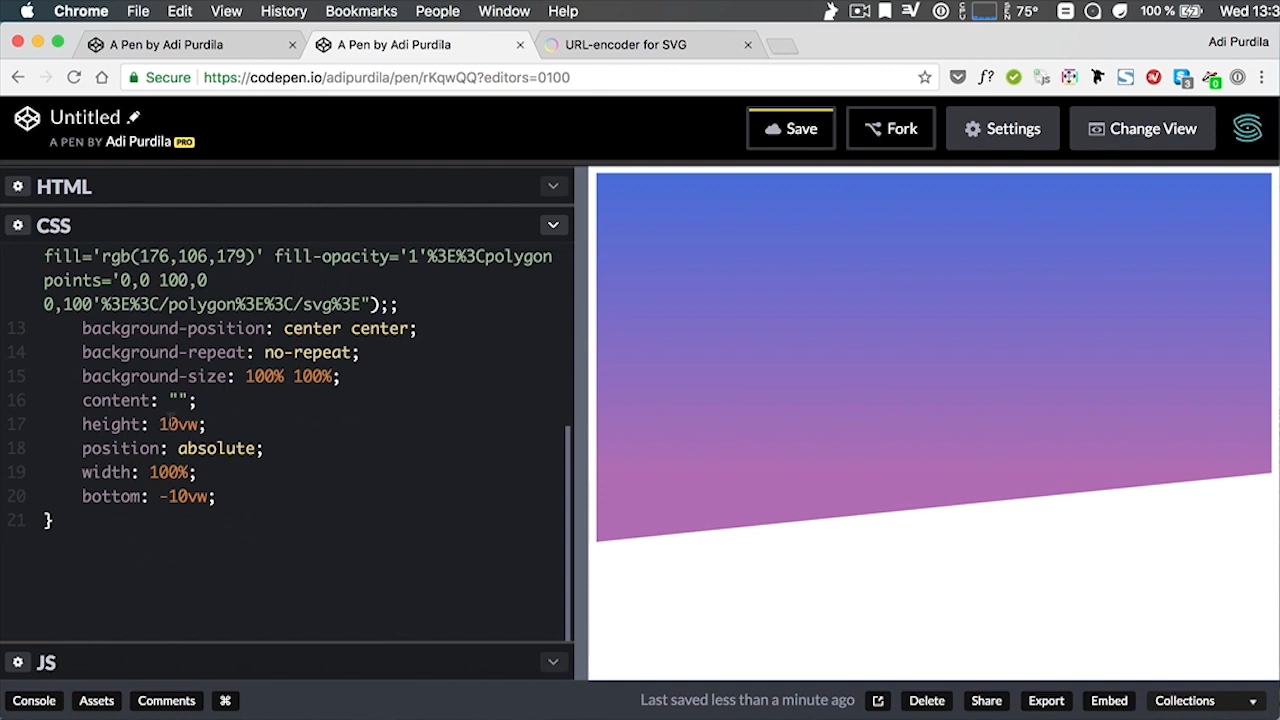 Chrome File Edit View History Bookmarks People Window Help 75° 100% Wed 13:3
A Pen by Adi Purdila × A Pen by Adi Purdila × URL-encoder for SVG × Adi Purdila
Secure https://codepen.io/adipurdila/pen/rKqwQQ?editors=0100
Untitled
A PEN BY Adi Purdila PRO
Save Fork Settings Change View
HTML
CSS
fill='rgb(176,106,179)' fill-opacity='1'%3E%3Cpolygon
points='0,0 100,0
0,100'%3E%3C/polygon%3E%3C/svg%3E");;
13 background-position: center center;
14 background-repeat: no-repeat;
15 background-size: 100% 100%;
16 content: "";
17 height: 10vw;
18 position: absolute;
19 width: 100%;
20 bottom: -10vw;
21 }
JS
Console Assets Comments ⌘ Last saved less than a minute ago Delete Share Export Embed Collections